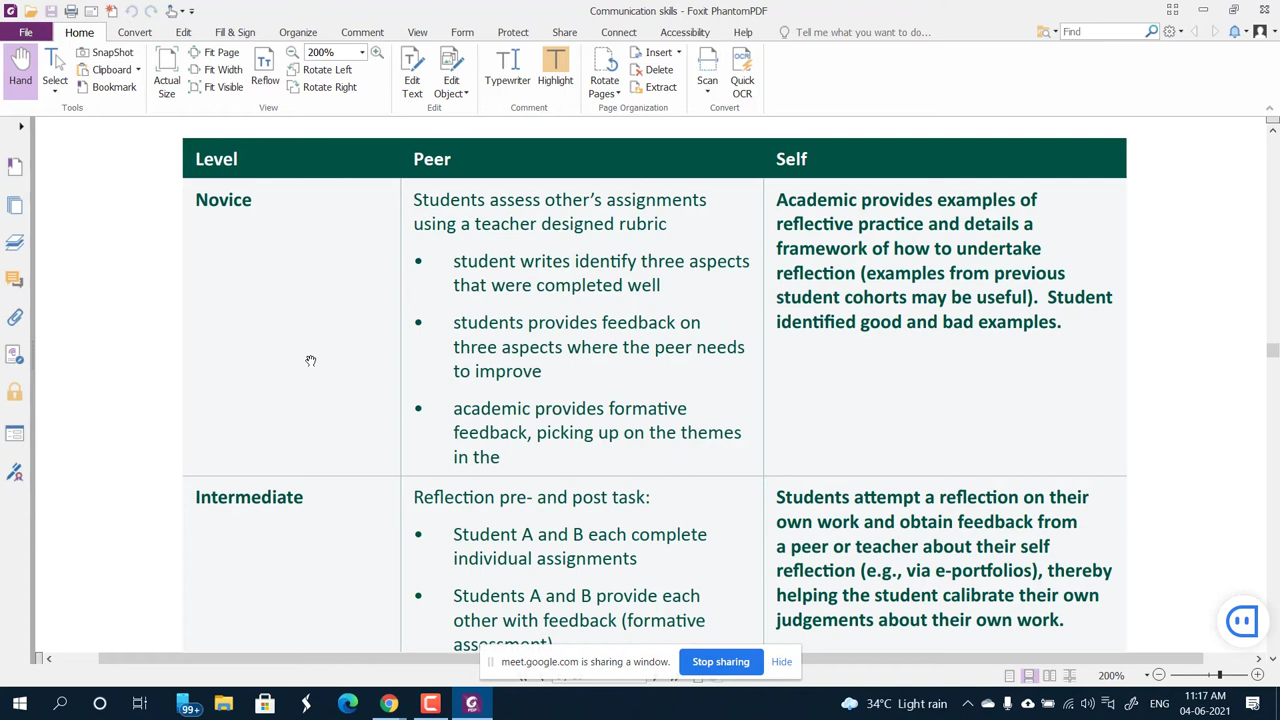 Communication skills - Foxit PhantomPDF
File
Home
Convert
Edit
Fill & Sign
Organize
Comment
View
Form
Protect
Share
Connect
Accessibility
Help
Tell me what you want to do...
Find
Hand
Select
SnapShot
Clipboard
Bookmark
Actual
Size
Fit Page
Fit Width
Fit Visible
Reflow
200%
Rotate Left
Rotate Right
Edit
Text
Edit
Object
Typewriter
Highlight
Rotate
Pages
Insert
Delete
Extract
Scan
Quick
OCR
Tools
View
Edit
Comment
Page Organization
Convert
Level
Peer
Self
Novice
Students assess other's assignments
using a teacher designed rubric
• student writes identify three aspects
that were completed well
• students provides feedback on
three aspects where the peer needs
to improve
• academic provides formative
feedback, picking up on the themes
in the
Academic provides examples of
reflective practice and details a
framework of how to undertake
reflection (examples from previous
student cohorts may be useful). Student
identified good and bad examples.
Intermediate
Reflection pre- and post task:
• Student A and B each complete
individual assignments
• Students A and B provide each
other with feedback (formative
assessment)
Students attempt a reflection on their
own work and obtain feedback from
a peer or teacher about their self
reflection (e.g., via e-portfolios), thereby
helping the student calibrate their own
judgements about their own work.
meet.google.com is sharing a window.
Stop sharing
Hide
200%
99+
34°C Light rain
ENG
11:17 AM
04-06-2021